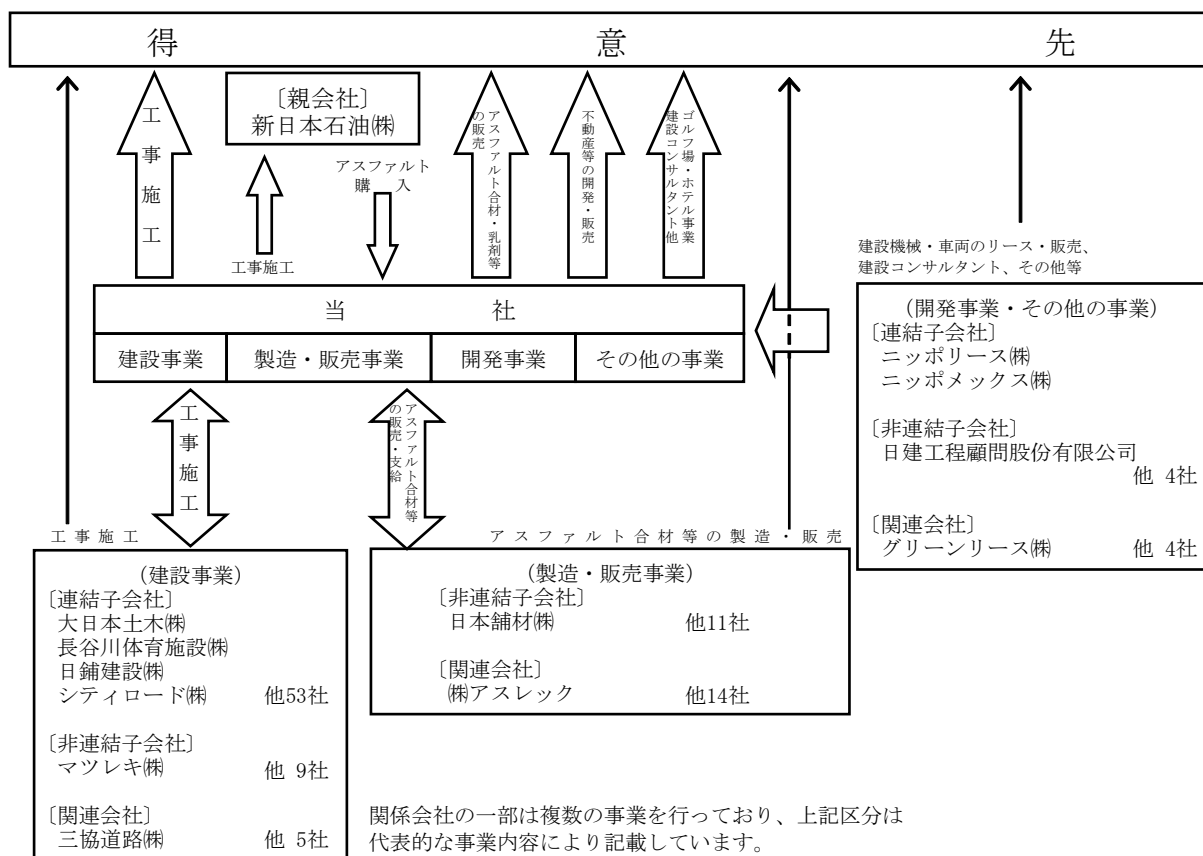 得　意　先
〔親会社〕
新日本石油㈱
工事施工
アスファルト
購　入
工事施工
アスファルト合材・乳剤等
の販売
不動産等の開発・販売
ゴルフ場・ホテル事業
建設コンサルタント他
建設機械・車両のリース・販売、
建設コンサルタント、その他等
当　社
建設事業　製造・販売事業　開発事業　その他の事業
工事施工
アスファルト合材等
の販売・支給
(開発事業・その他の事業)
〔連結子会社〕
ニッポリース㈱
ニッポメックス㈱
〔非連結子会社〕
日建工程顧問股份有限公司
他 4社
〔関連会社〕
グリーンリース㈱　他 4社
工事施工
(建設事業)
〔連結子会社〕
大日本土木㈱
長谷川体育施設㈱
日鋪建設㈱
シティロード㈱　他53社
〔非連結子会社〕
マツレキ㈱　他 9社
〔関連会社〕
三協道路㈱　他 5社
アスファルト合材等の製造・販売
(製造・販売事業)
〔非連結子会社〕
日本舗材㈱　他11社
〔関連会社〕
㈱アスレック　他14社
関係会社の一部は複数の事業を行っており、上記区分は
代表的な事業内容により記載しています。